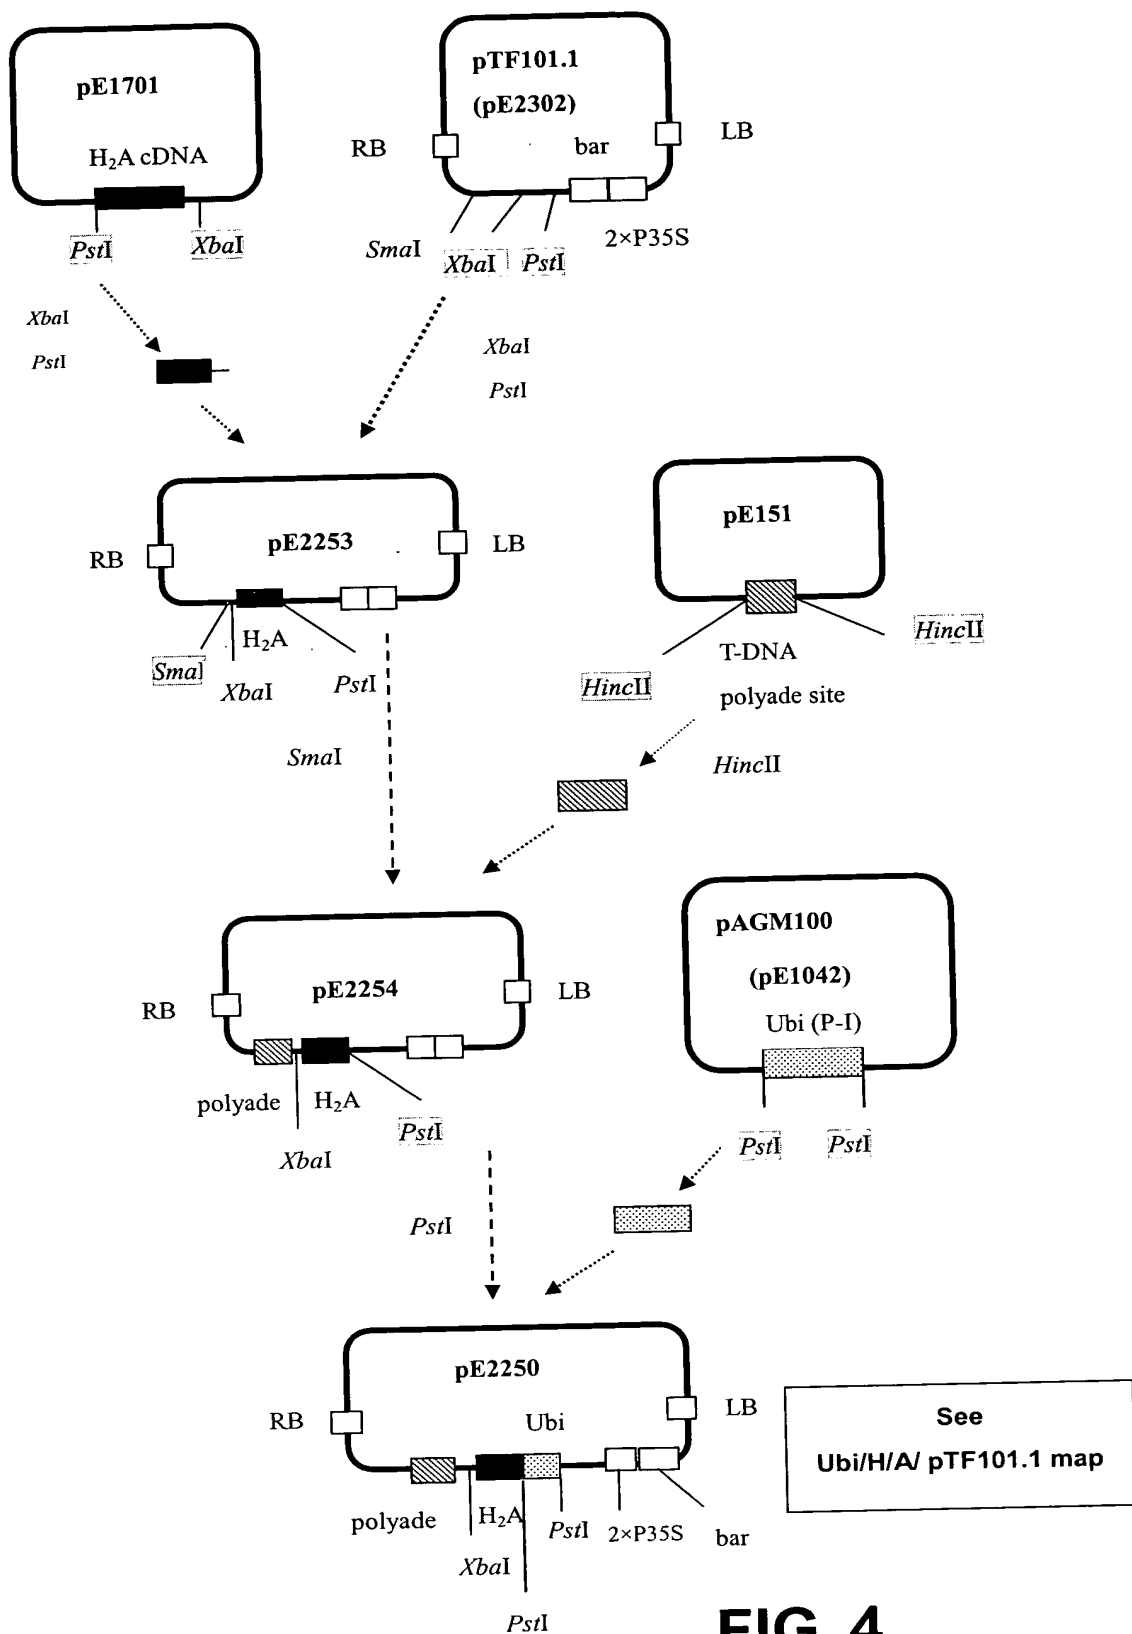 pE1701
H₂A cDNA
PstI
XbaI
pTF101.1
(pE2302)
RB
bar
LB
SmaI
XbaI
PstI
2×P35S
XbaI
PstI
XbaI
PstI
RB
pE2253
LB
SmaI
H₂A
XbaI
PstI
pE151
HincII
T-DNA
polyade site
HincII
SmaI
HincII
RB
pE2254
LB
polyade
H₂A
XbaI
PstI
pAGM100
(pE1042)
Ubi (P-I)
PstI
PstI
PstI
pE2250
RB
Ubi
LB
polyade
H₂A
PstI
2×P35S
bar
XbaI
PstI
See
Ubi/H/A/ pTF101.1 map
FIG. 4